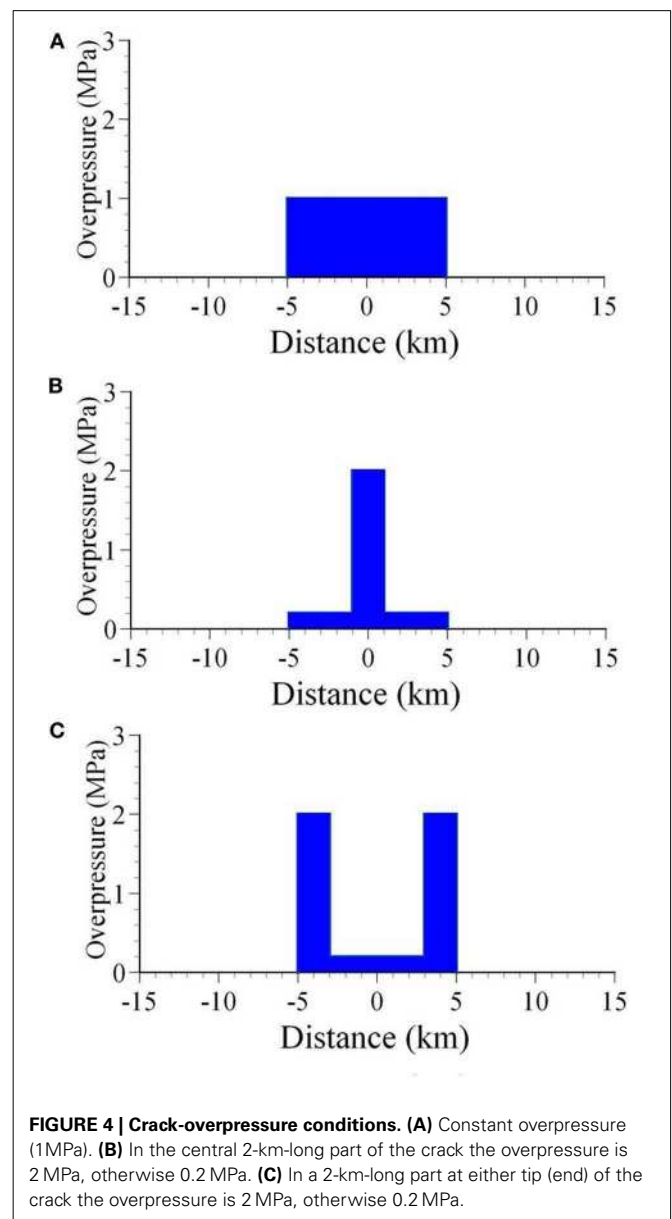 A
Overpressure (MPa)
3
2
1
0
-15 -10 -5 0 5 10 15
Distance (km)
B
Overpressure (MPa)
3
2
1
0
-15 -10 -5 0 5 10 15
Distance (km)
C
Overpressure (MPa)
3
2
1
0
-15 -10 -5 0 5 10 15
Distance (km)
FIGURE 4 | Crack-overpressure conditions. (A) Constant overpressure
(1MPa). (B) In the central 2-km-long part of the crack the overpressure is
2 MPa, otherwise 0.2 MPa. (C) In a 2-km-long part at either tip (end) of the
crack the overpressure is 2 MPa, otherwise 0.2 MPa.